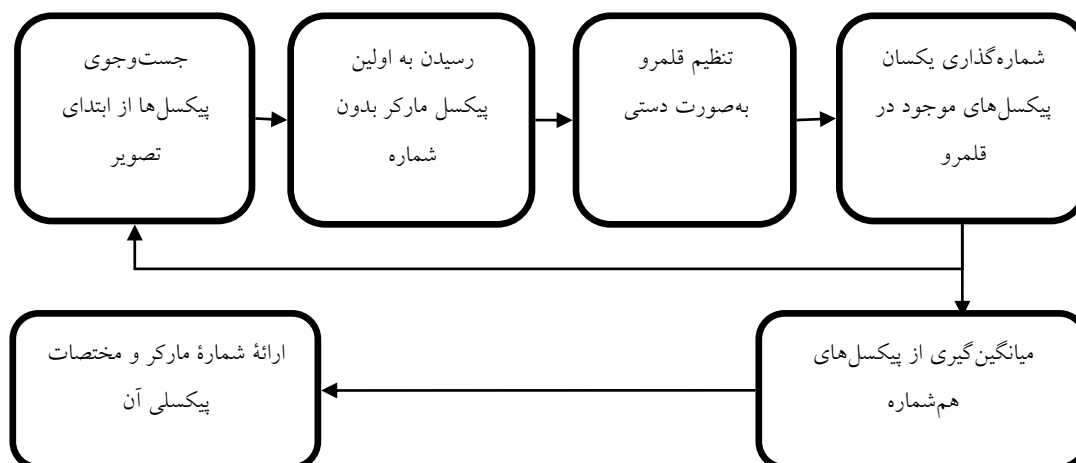 جست‌وجوی
پیکسل‌ها از ابتدای
تصویر
رسیدن به اولین
پیکسل مارکر بدون
شماره
تنظیم قلمرو
به‌صورت دستی
شماره‌گذاری یکسان
پیکسل‌های موجود در
قلمرو
میانگین‌گیری از پیکسل‌های
هم‌شماره
ارائهٔ شمارهٔ مارکر و مختصات
پیکسلی آن